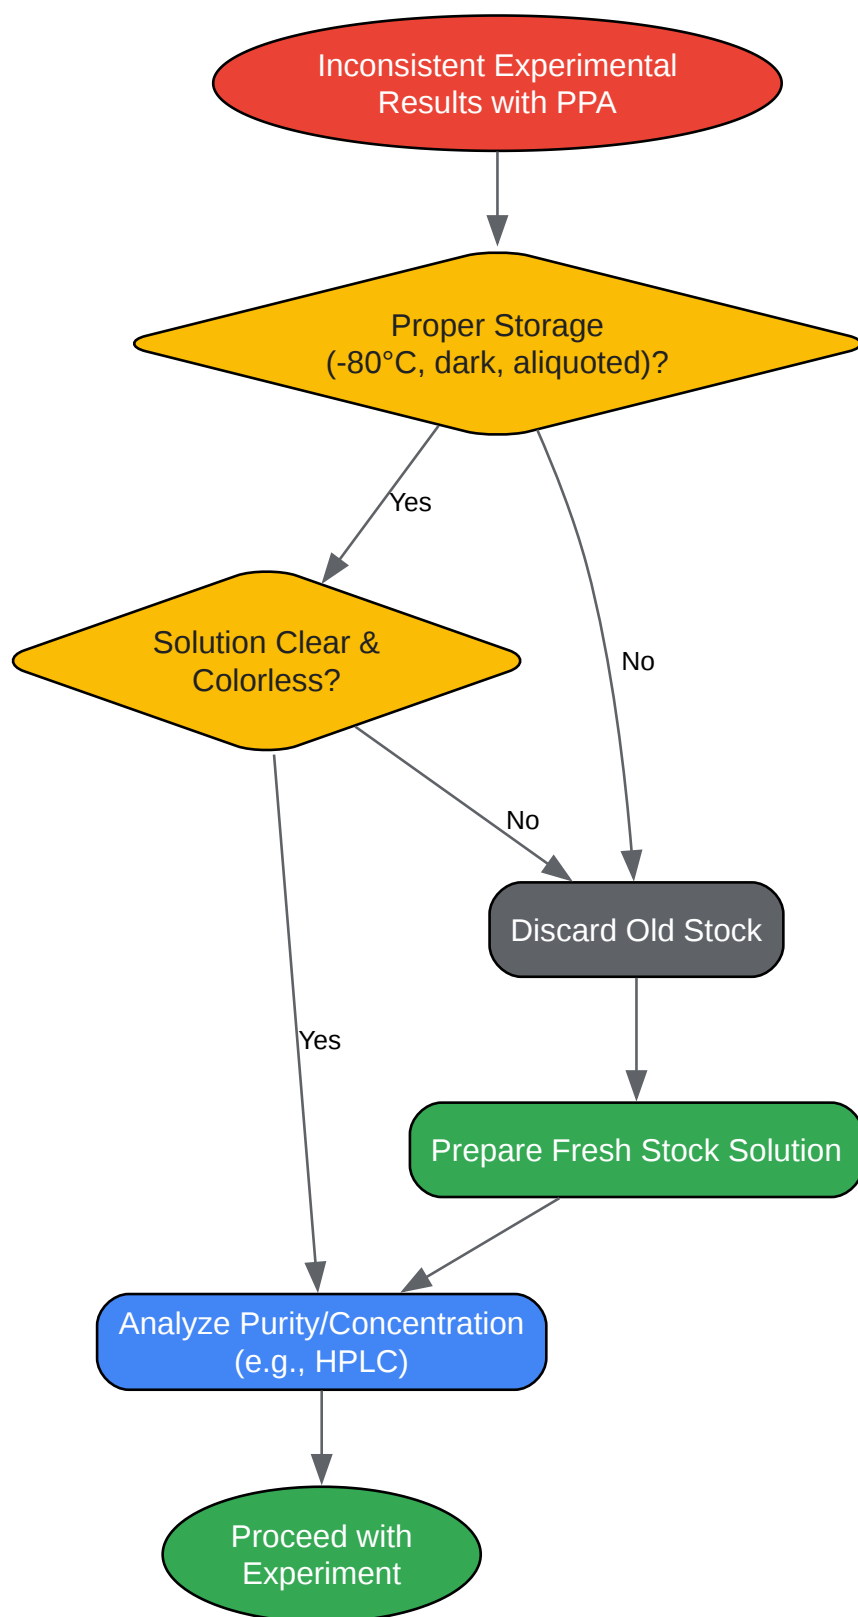 Inconsistent Experimental
Results with PPA
Proper Storage
(-80°C, dark, aliquoted)?
Yes
Solution Clear &
Colorless?
No
No
Discard Old Stock
Yes
Prepare Fresh Stock Solution
Analyze Purity/Concentration
(e.g., HPLC)
Proceed with
Experiment